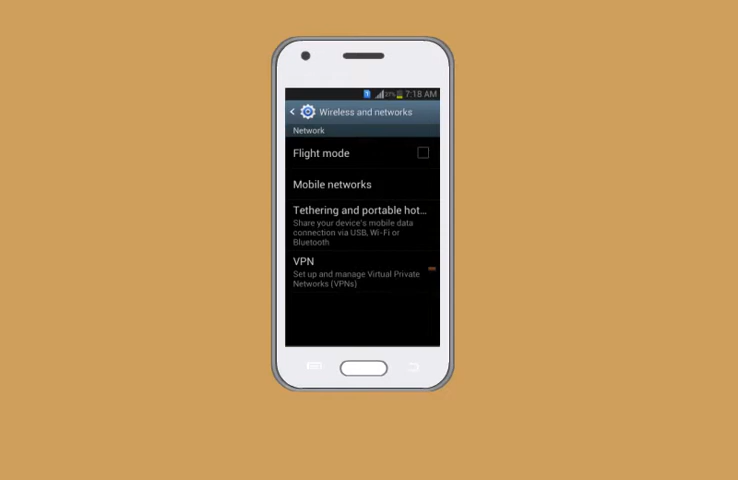 7:18 AM
Wireless and networks
Network
Flight mode
Mobile networks
Tethering and portable hot...
Share your device's mobile data
connection via USB, Wi-Fi or
Bluetooth
VPN
Set up and manage Virtual Private
Networks (VPNs)